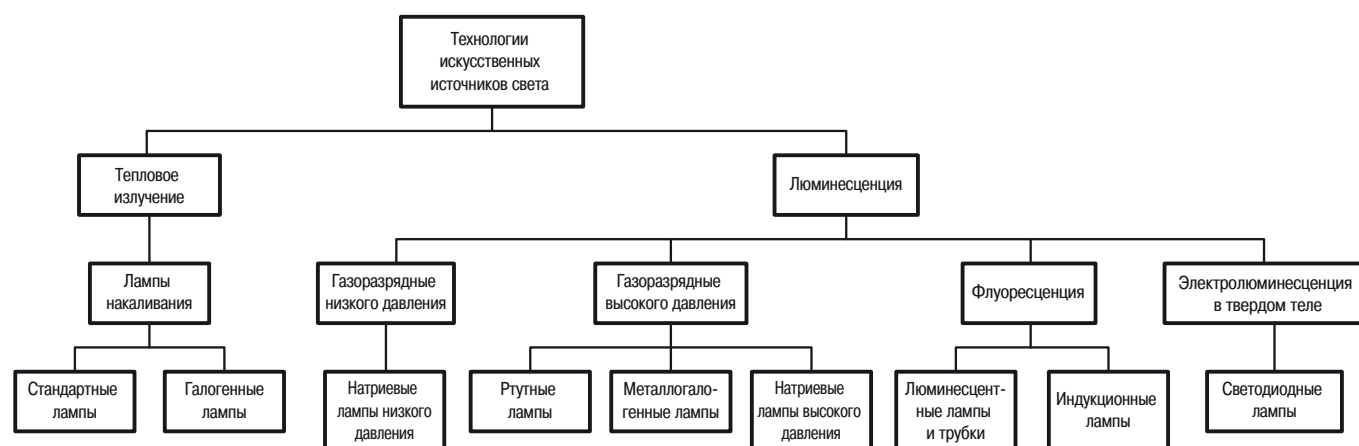 Технологии
искусственных
источников света
Тепловое
излучение
Люминесценция
Лампы
накаливания
Газоразрядные
низкого давления
Газоразрядные
высокого давления
Флуоресценция
Электролюминесценция
в твердом теле
Стандартные
лампы
Галогенные
лампы
Натриевые
лампы низкого
давления
Ртутные
лампы
Металлогало-
генные лампы
Натриевые
лампы высокого
давления
Люминесцент-
ные лампы
и трубки
Индукционные
лампы
Светодиодные
лампы